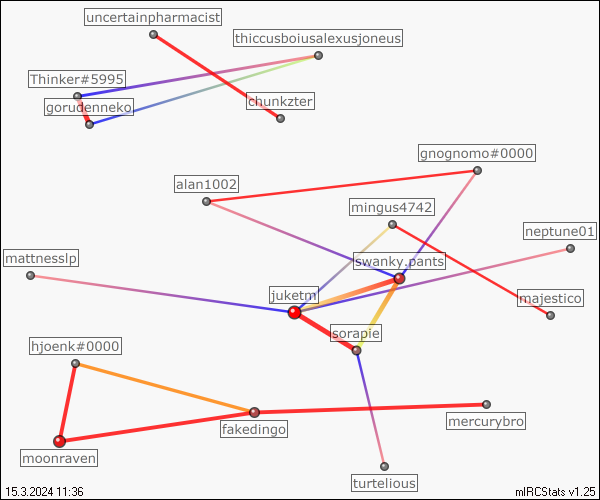 uncertainpharmacist
thiccusboiusalexusjoneus
Thinker#5995
gorudenneko
chunkzter
gnognomo#0000
alan1002
mingus4742
neptune01
mattnesslp
swanky.pants
juketm
majestico
sorapie
hjoenk#0000
mercurybro
fakedingo
moonraven
turtelious
15.3.2024 11:36
mIRCStats v1.25